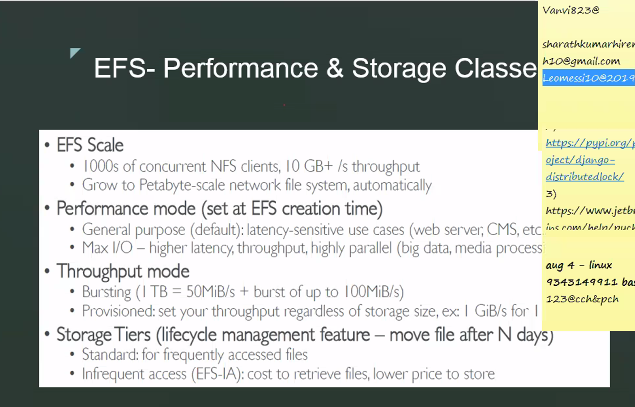 EFS- Performance & Storage Classe
• EFS Scale
• 1000s of concurrent NFS clients, 10 GB+ /s throughput
• Grow to Petabyte-scale network file system, automatically
• Performance mode (set at EFS creation time)
• General purpose (default): latency-sensitive use cases (web server, CMS, etc
• Max I/O – higher latency, throughput, highly parallel (big data, media process
• Throughput mode
• Bursting (1TB = 50MiB/s + burst of up to 100MiB/s)
• Provisioned: set your throughput regardless of storage size, ex: 1 GiB/s for 1
• Storage Tiers (lifecycle management feature – move file after N days)
• Standard: for frequently accessed files
• Infrequent access (EFS-IA): cost to retrieve files, lower price to store
Vanvi823@
sharathkumarhirem
h10@gmail.com
Leomessi10@2019
https://pypi.org/p
oject/django-
distributedlock/
3)
https://www.jetbr
ins.com/help/pych
aug 4 - linux
9343149911 bas
123@cch&pch